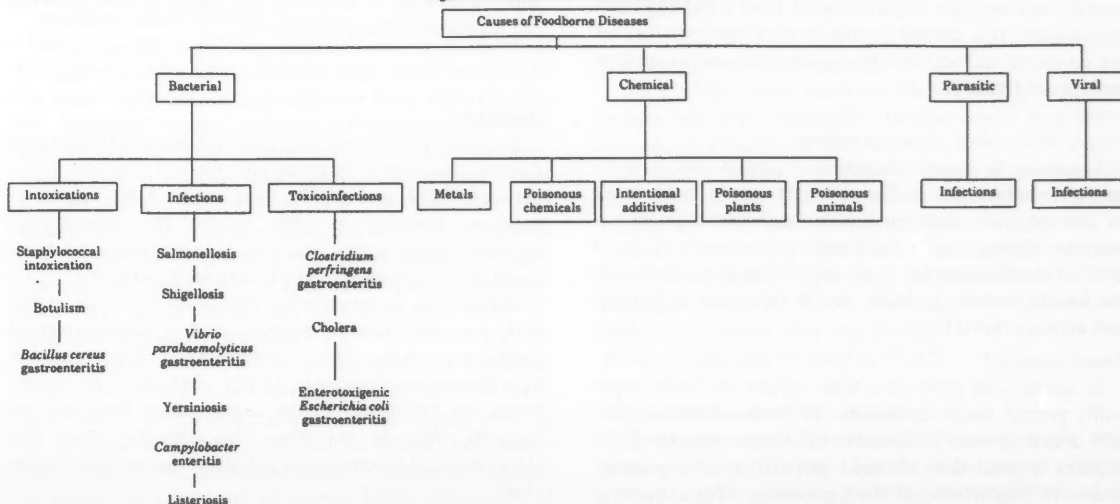 Causes of Foodborne Diseases
Bacterial
Chemical
Parasitic
Viral
Intoxications
Infections
Toxicoinfections
Metals
Poisonous
chemicals
Intentional
additives
Poisonous
plants
Poisonous
animals
Infections
Infections
Staphylococcal
intoxication
Botulism
Bacillus cereus
gastroenteritis
Salmonellosis
Shigellosis
Vibrio
parahaemolyticus
gastroenteritis
Yersiniosis
Campylobacter
enteritis
Listeriosis
Clostridium
perfringens
gastroenteritis
Cholera
Enterotoxigenic
Escherichia coli
gastroenteritis